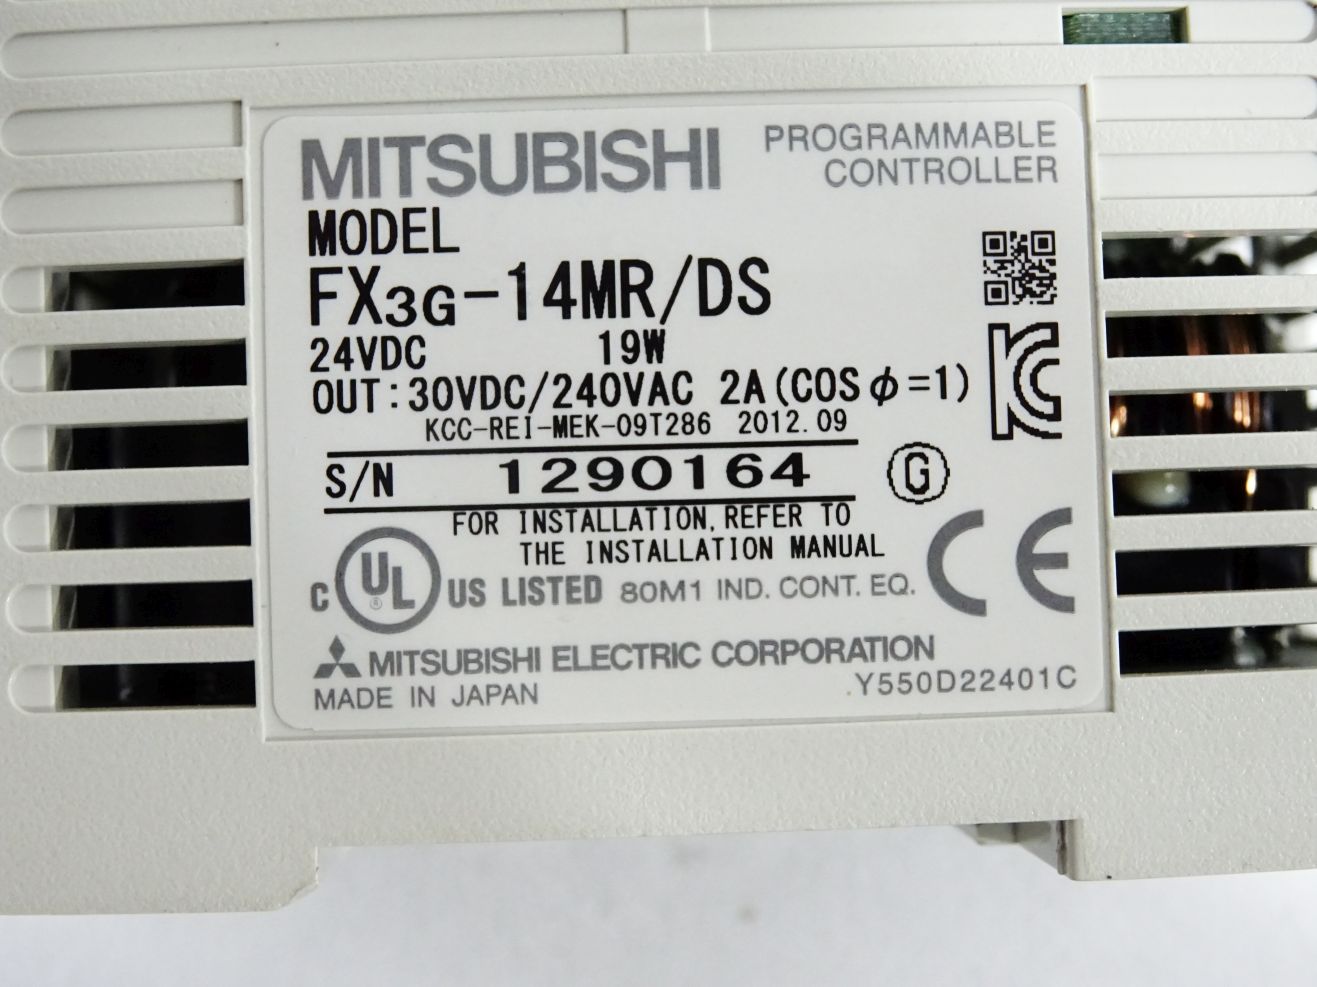 MITSUBISHI
PROGRAMMABLE
CONTROLLER
MODEL
FX3G-14MR/DS
24VDC 19W
OUT:30VDC/240VAC 2A(COSφ=1)
KCC-REI-MEK-09T286 2012.09
S/N 1290164
G
FOR INSTALLATION, REFER TO
THE INSTALLATION MANUAL
C UL ® US LISTED 80M1 IND. CONT. EQ.
CE
MITSUBISHI ELECTRIC CORPORATION
MADE IN JAPAN
Y550D22401C